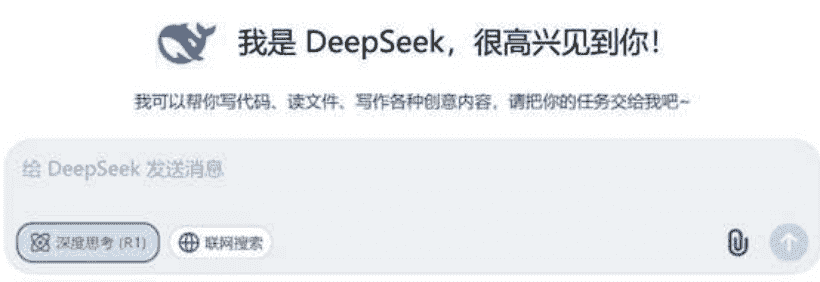 我是 DeepSeek，很高兴见到你！
我可以帮你写代码、读文件、写作各种创意内容，请把你的任务交给我吧~
给 DeepSeek 发送消息
深度思考 (R1) 联网搜索